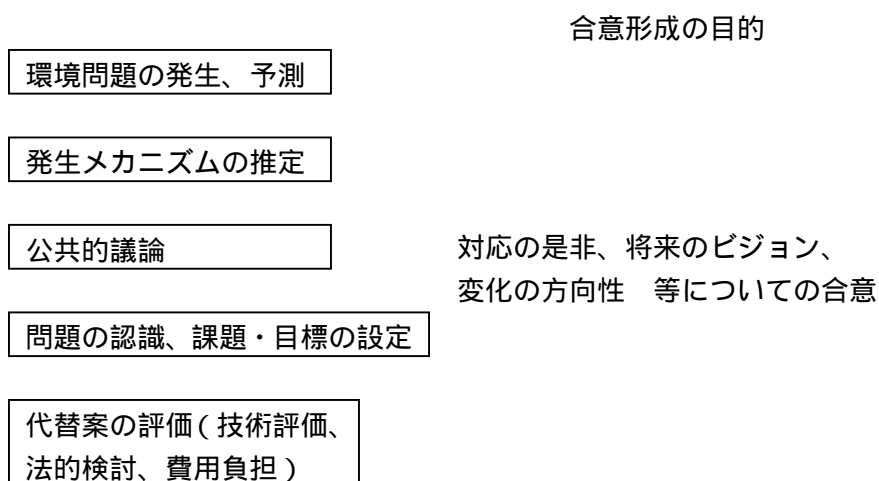 合意形成の目的
環境問題の発生、予測
発生メカニズムの推定
公共的議論
対応の是非、将来のビジョン、
変化の方向性　等についての合意
問題の認識、課題・目標の設定
代替案の評価(技術評価、
法的検討、費用負担)